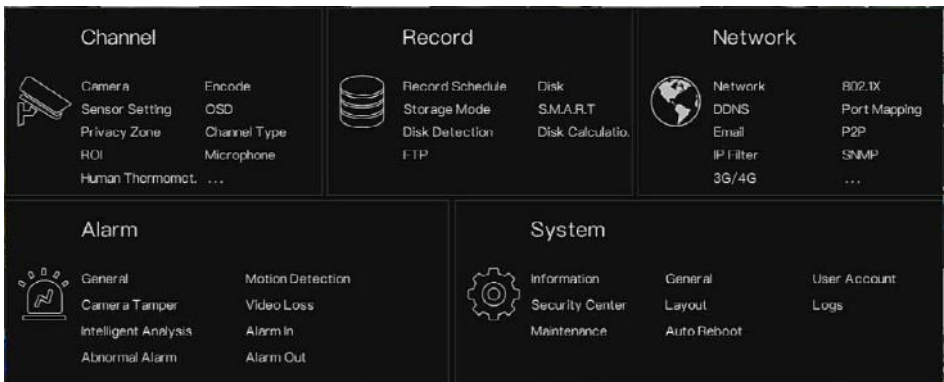 Channel
Camera
Encode
Sensor Setting
OSD
Privacy Zone
Channel Type
ROI
Microphone
Human Thermomet. ...
Record
Record Schedule
Disk
Storage Mode
S.M.A.R.T
Disk Detection
Disk Calculatio.
FTP
Network
Network
802.1X
DDNS
Port Mapping
Email
P2P
IP Filter
SNMP
3G/4G
...
Alarm
General
Motion Detection
Camera Tamper
Video Loss
Intelligent Analysis
Alarm In
Abnormal Alarm
Alarm Out
System
Information
General
User Account
Security Center
Layout
Logs
Maintenance
Auto Reboot